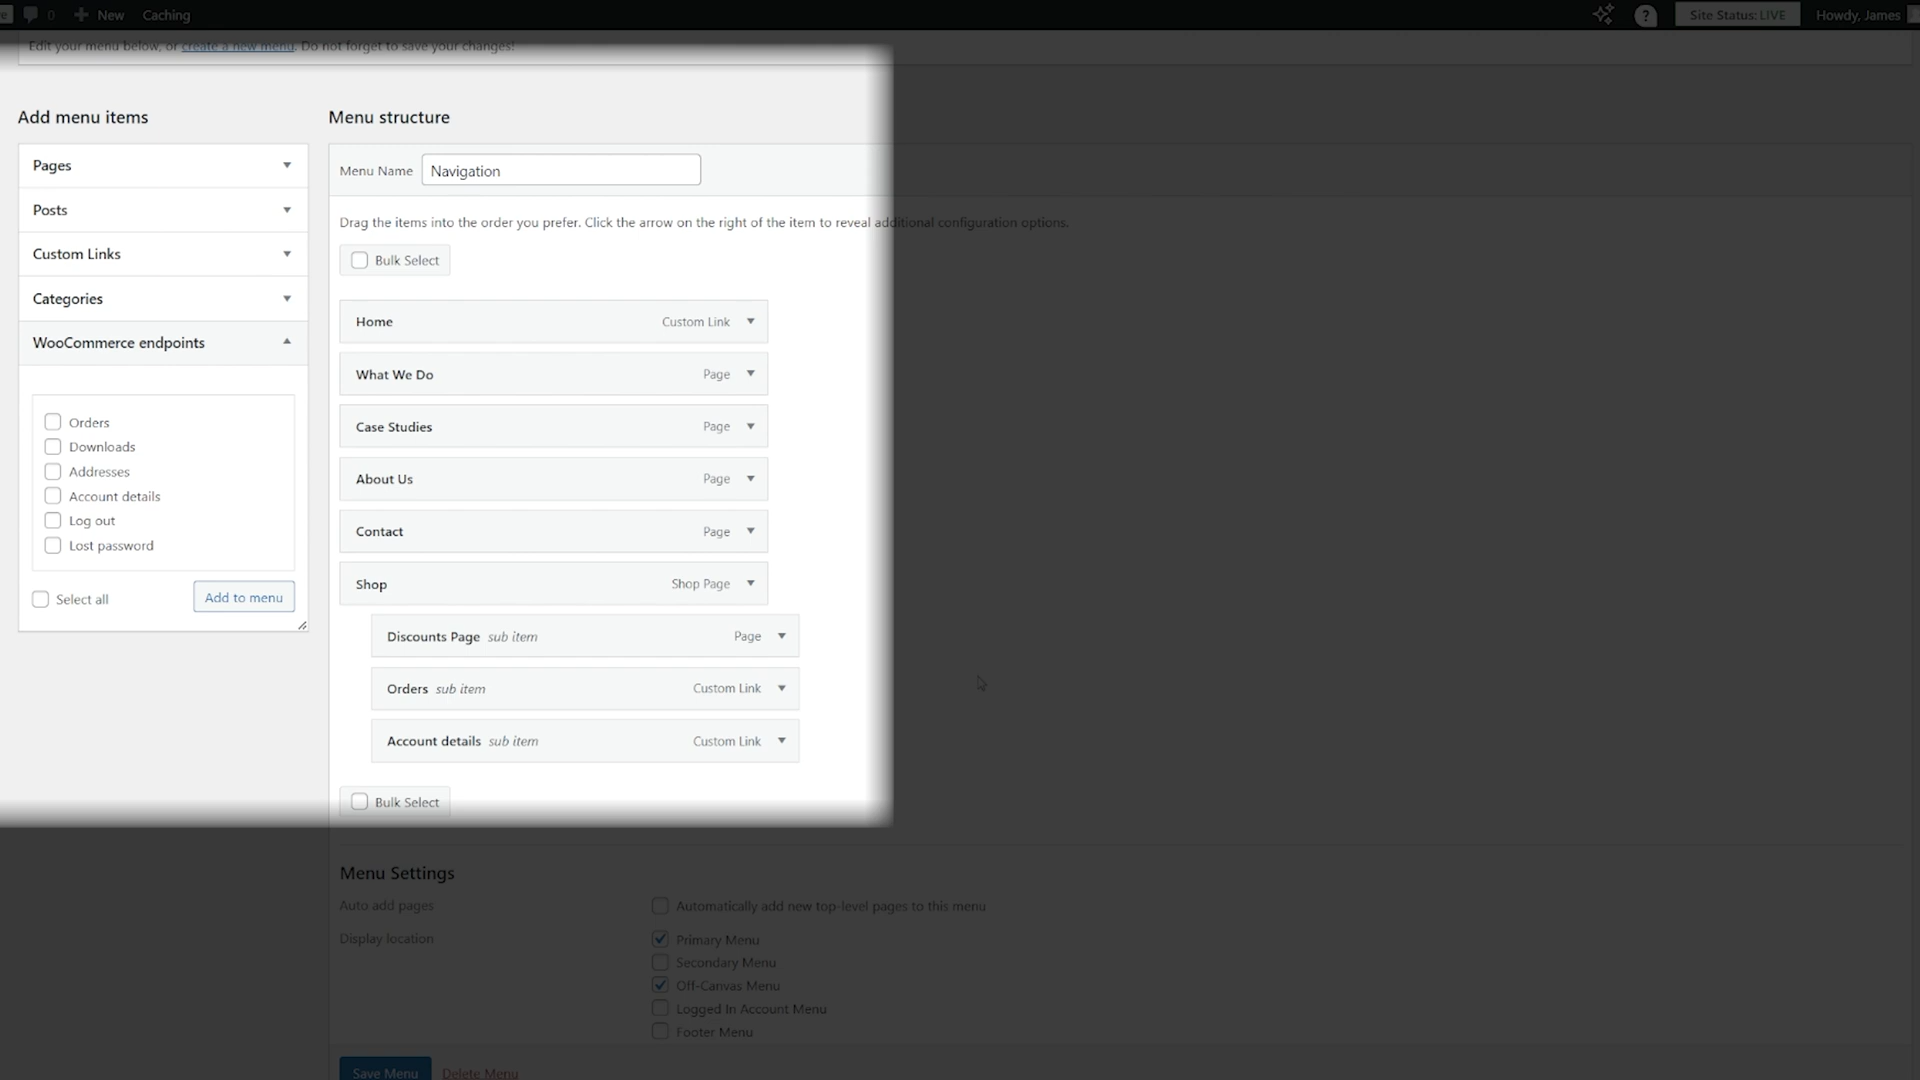 0 New Caching ? Site Status: LIVE Howdy, James
Edit your menu below, or create a new menu. Do not forget to save your changes!
Add menu items
Pages
Posts
Custom Links
Categories
WooCommerce endpoints
Orders
Downloads
Addresses
Account details
Log out
Lost password
Select all Add to menu
Menu structure
Menu Name Navigation
Drag the items into the order you prefer. Click the arrow on the right of the item to reveal additional configuration options.
Bulk Select
Home Custom Link
What We Do Page
Case Studies Page
About Us Page
Contact Page
Shop Shop Page
Discounts Page sub item Page
Orders sub item Custom Link
Account details sub item Custom Link
Bulk Select
Menu Settings
Auto add pages Automatically add new top-level pages to this menu
Display location Primary Menu
Secondary Menu
Off-Canvas Menu
Logged In Account Menu
Footer Menu
Save Menu Delete Menu